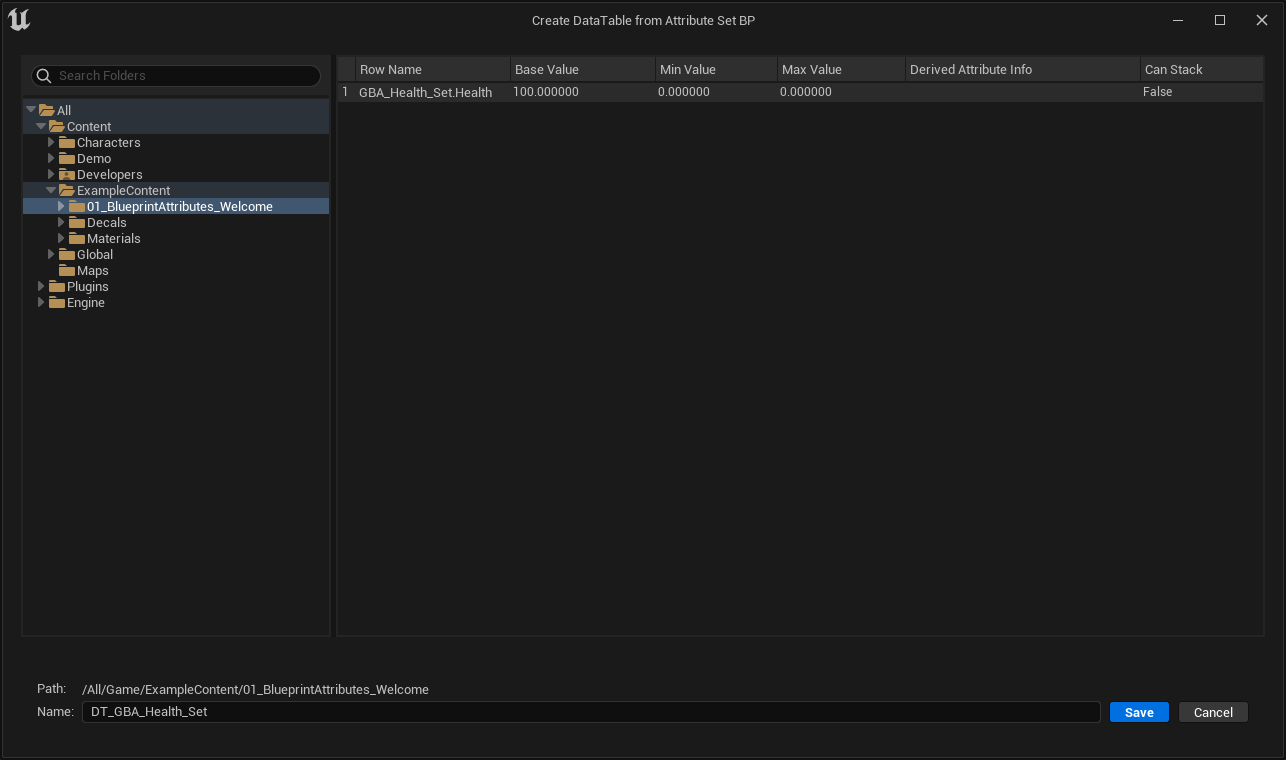 Create DataTable from Attribute Set BP
Search Folders
All
Content
Characters
Demo
Developers
ExampleContent
01_BlueprintAttributes_Welcome
Decals
Materials
Global
Maps
Plugins
Engine
Row Name Base Value Min Value Max Value Derived Attribute Info Can Stack
1 GBA_Health_Set.Health 100.000000 0.000000 0.000000 False
Path: /All/Game/ExampleContent/01_BlueprintAttributes_Welcome
Name: DT_GBA_Health_Set Save Cancel